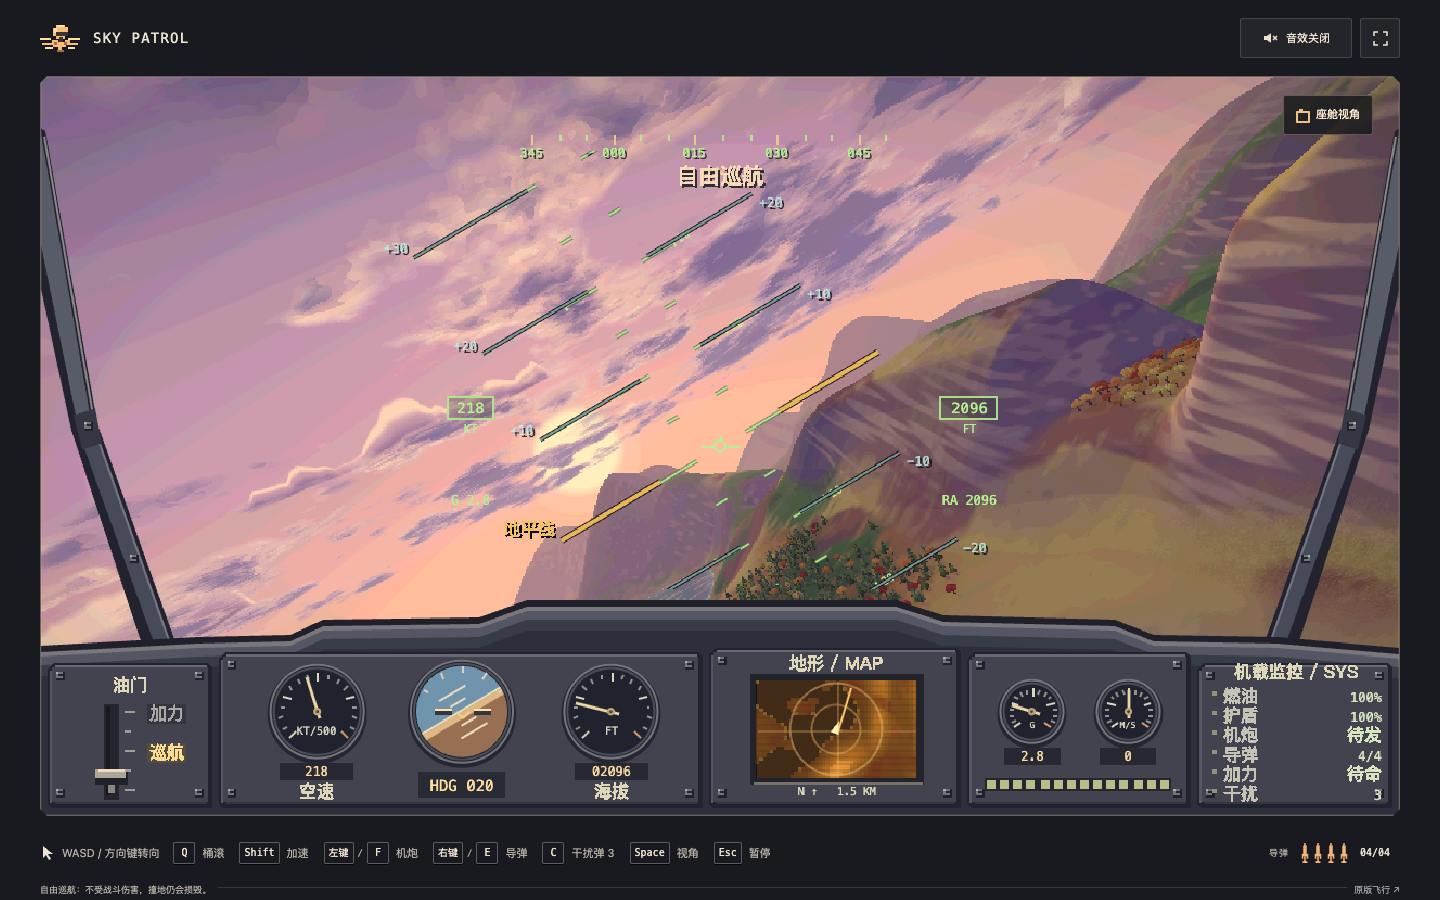 SKY PATROL
音效关闭
座舱视角
345 000 015 030 045
自由巡航
+20
+30
+10
+20
218
KT
+10
2096
FT
-10
G 2.0
RA 2096
地平线
-20
油门
加力
巡航
KT/500
218
空速
HDG 020
FT
02096
海拔
地形 / MAP
N ↑ 1.5 KM
G
2.8
M/S
0
机载监控 / SYS
燃油 100%
护盾 100%
机炮 待发
导弹 4/4
加力 待命
干扰 3
WASD / 方向键转向 Q 桶滚 Shift 加速 左键 / F 机炮 右键 / E 导弹 C 干扰弹 3 Space 视角 Esc 暂停
导弹 04/04
自由巡航：不受战斗伤害，撞地仍会损毁。
原版飞行 ↗